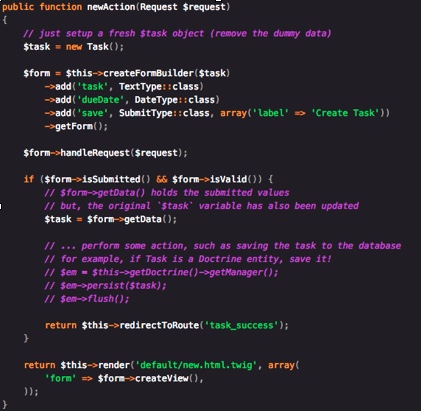 public function newAction(Request $request)
{
    // just setup a fresh $task object (remove the dummy data)
    $task = new Task();

    $form = $this->createFormBuilder($task)
        ->add('task', TextType::class)
        ->add('dueDate', DateType::class)
        ->add('save', SubmitType::class, array('label' => 'Create Task'))
        ->getForm();

    $form->handleRequest($request);

    if ($form->isSubmitted() && $form->isValid()) {
        // $form->getData() holds the submitted values
        // but, the original `$task` variable has also been updated
        $task = $form->getData();

        // ... perform some action, such as saving the task to the database
        // for example, if Task is a Doctrine entity, save it!
        // $em = $this->getDoctrine()->getManager();
        // $em->persist($task);
        // $em->flush();

        return $this->redirectToRoute('task_success');
    }

    return $this->render('default/new.html.twig', array(
        'form' => $form->createView(),
    ));
}